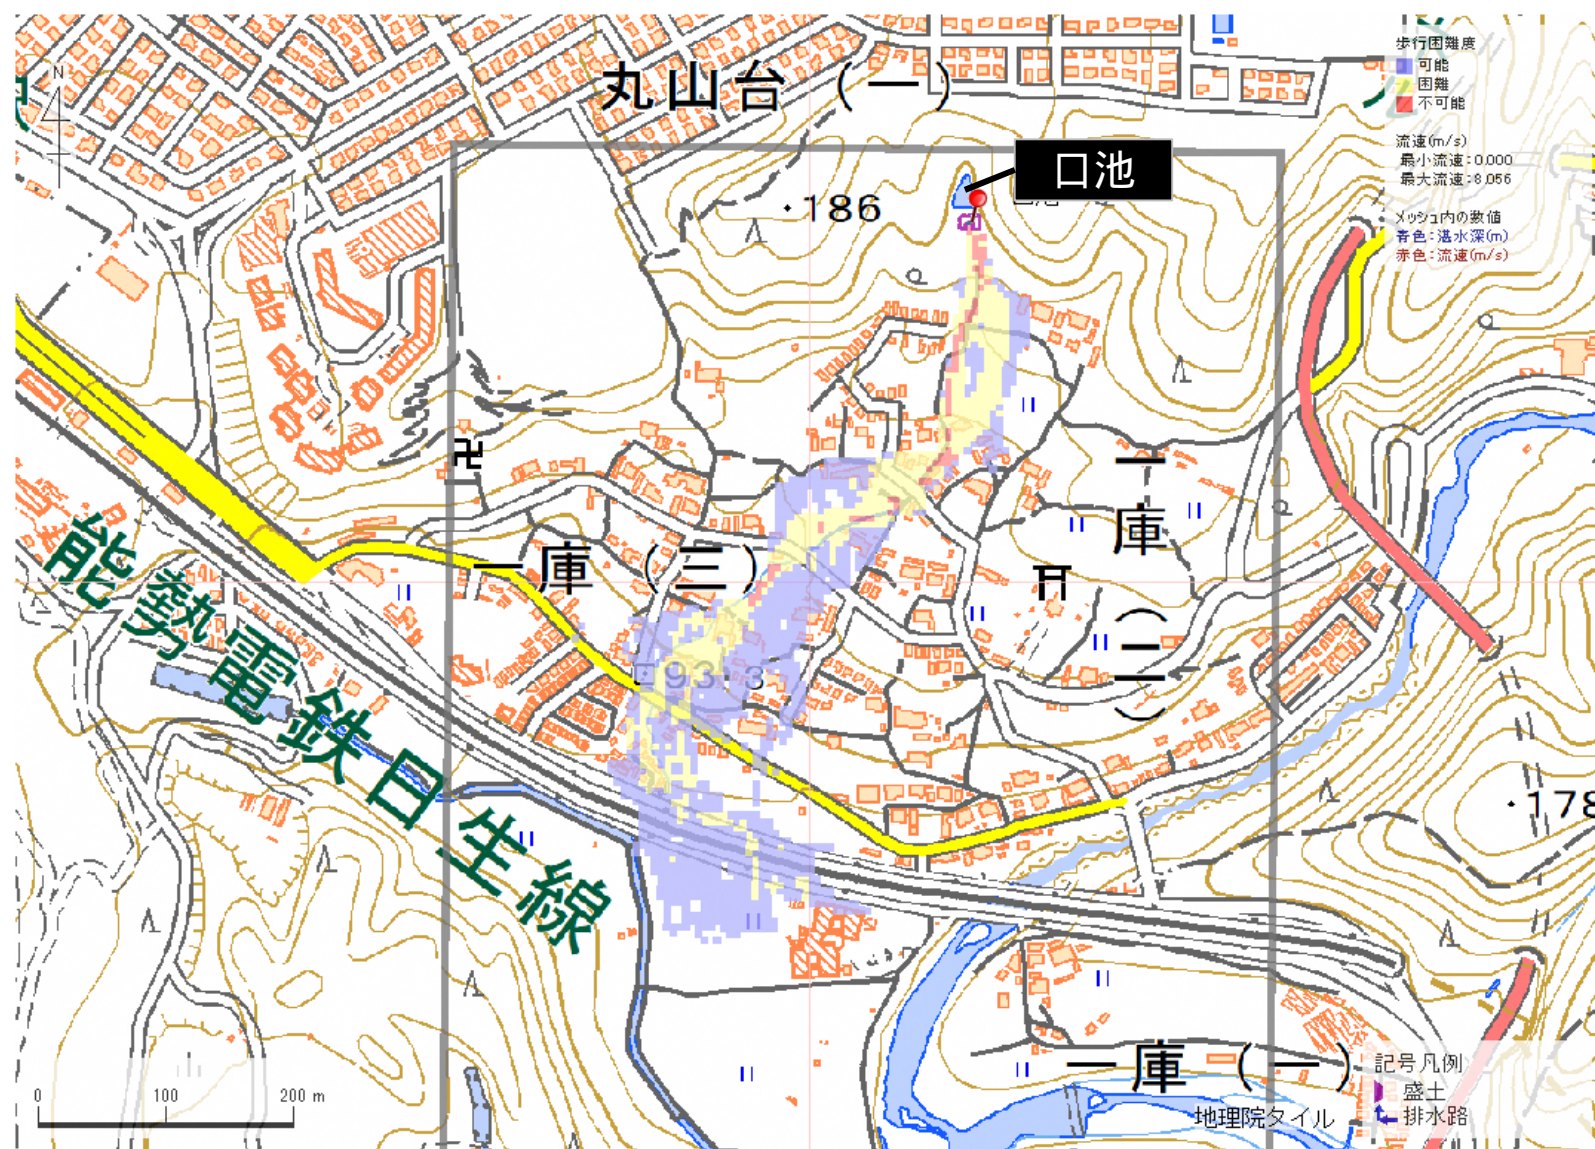 丸山台（一）
N
口池
・186
歩行困難度
可能
困難
不可能
流速(m/s)
最小流速：0.000
最大流速：8.056
メッシュ内の数値
青色：湛水深(m)
赤色：流速(m/s)
一庫（二）
一庫（三）
93.3
能勢電鉄日生線
・178
一庫（一）
0 100 200 m
記号凡例
盛土
排水路
地理院タイル